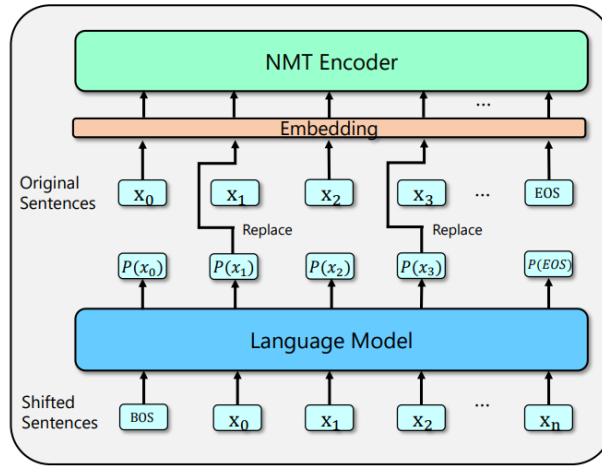 NMT Encoder
...
Embedding
Original
Sentences
x₀ x₁ x₂ x₃ ... EOS
Replace Replace
P(x₀) P(x₁) P(x₂) P(x₃) P(EOS)
Language Model
Shifted
Sentences
BOS x₀ x₁ x₂ ... xₙ